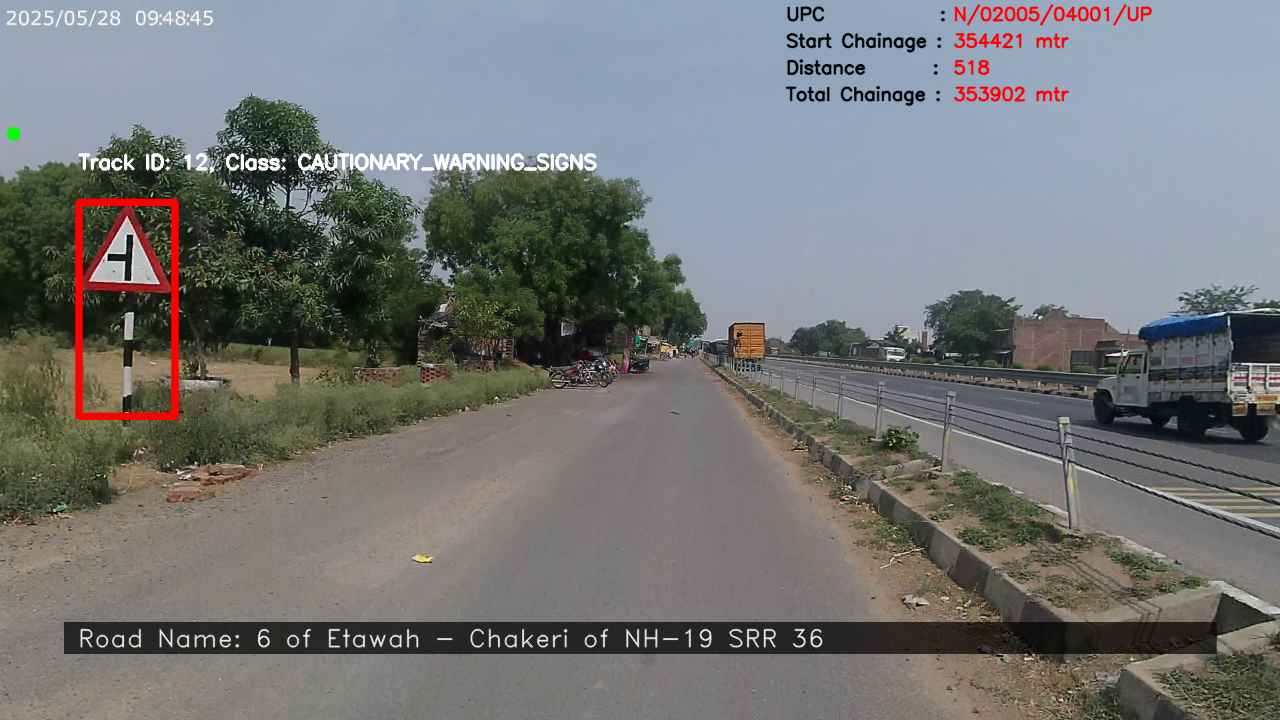 2025/05/28 09:48:45
UPC : N/02005/04001/UP
Start Chainage : 354421 mtr
Distance : 518
Total Chainage : 353902 mtr
Track ID: 12, Class: CAUTIONARY_WARNING_SIGNS
Road Name: 6 of Etawah - Chakeri of NH-19 SRR 36